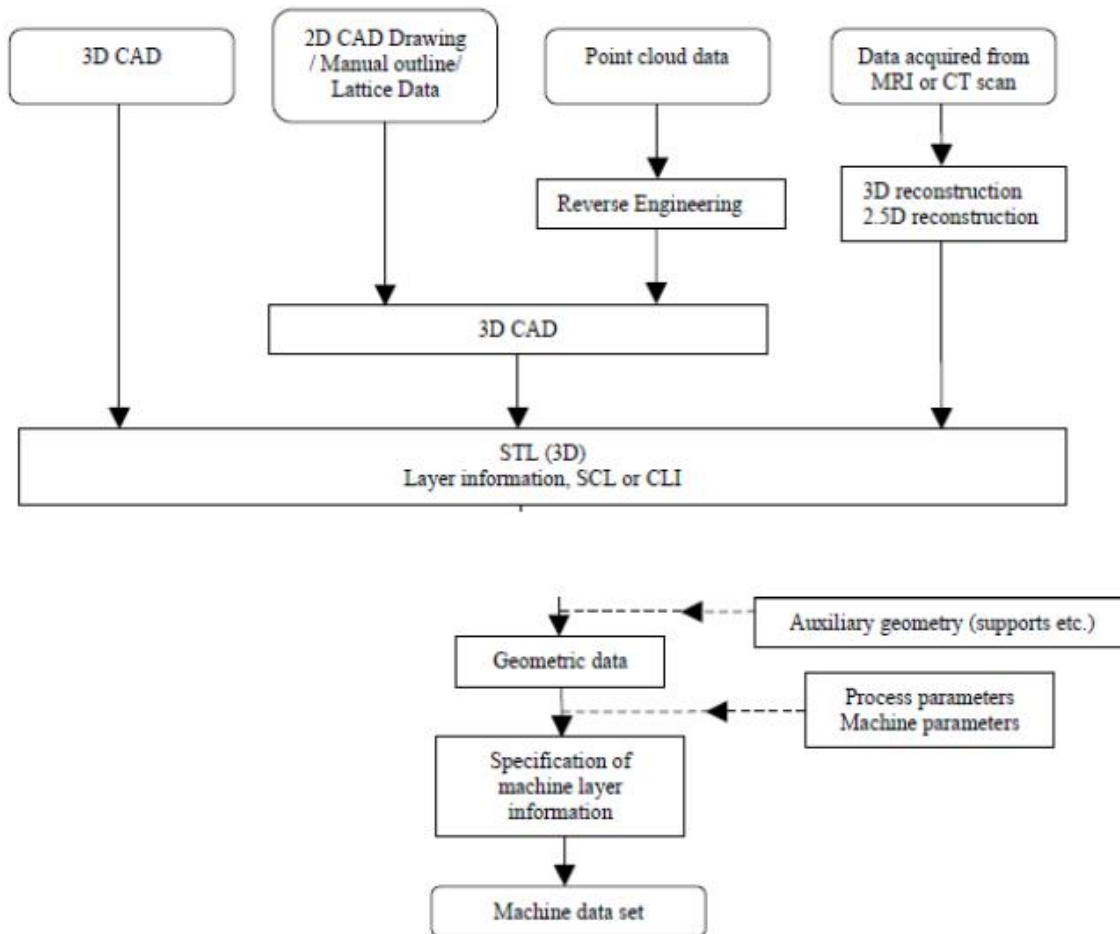 3D CAD
2D CAD Drawing
/ Manual outline/
Lattice Data
Point cloud data
Data acquired from
MRI or CT scan
Reverse Engineering
3D reconstruction
2.5D reconstruction
3D CAD
STL (3D)
Layer information, SCL or CLI
Auxiliary geometry (supports etc.)
Geometric data
Process parameters
Machine parameters
Specification of
machine layer
information
Machine data set